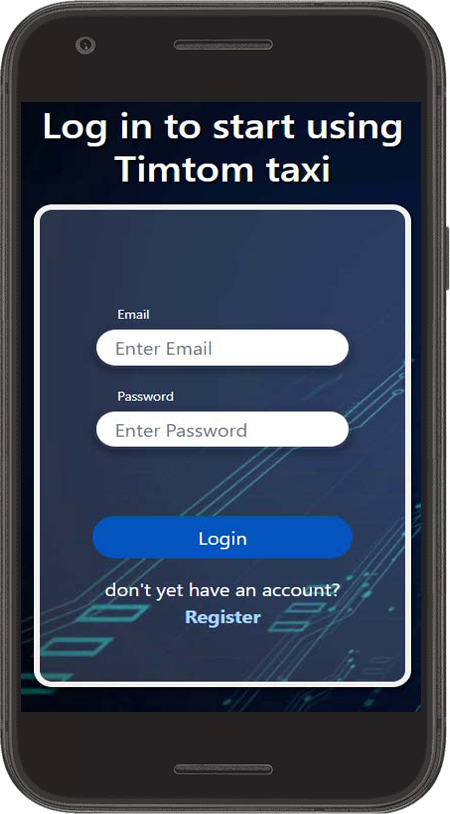 Log in to start using
Timtom taxi
Email
Enter Email
Password
Enter Password
Login
don't yet have an account?
Register